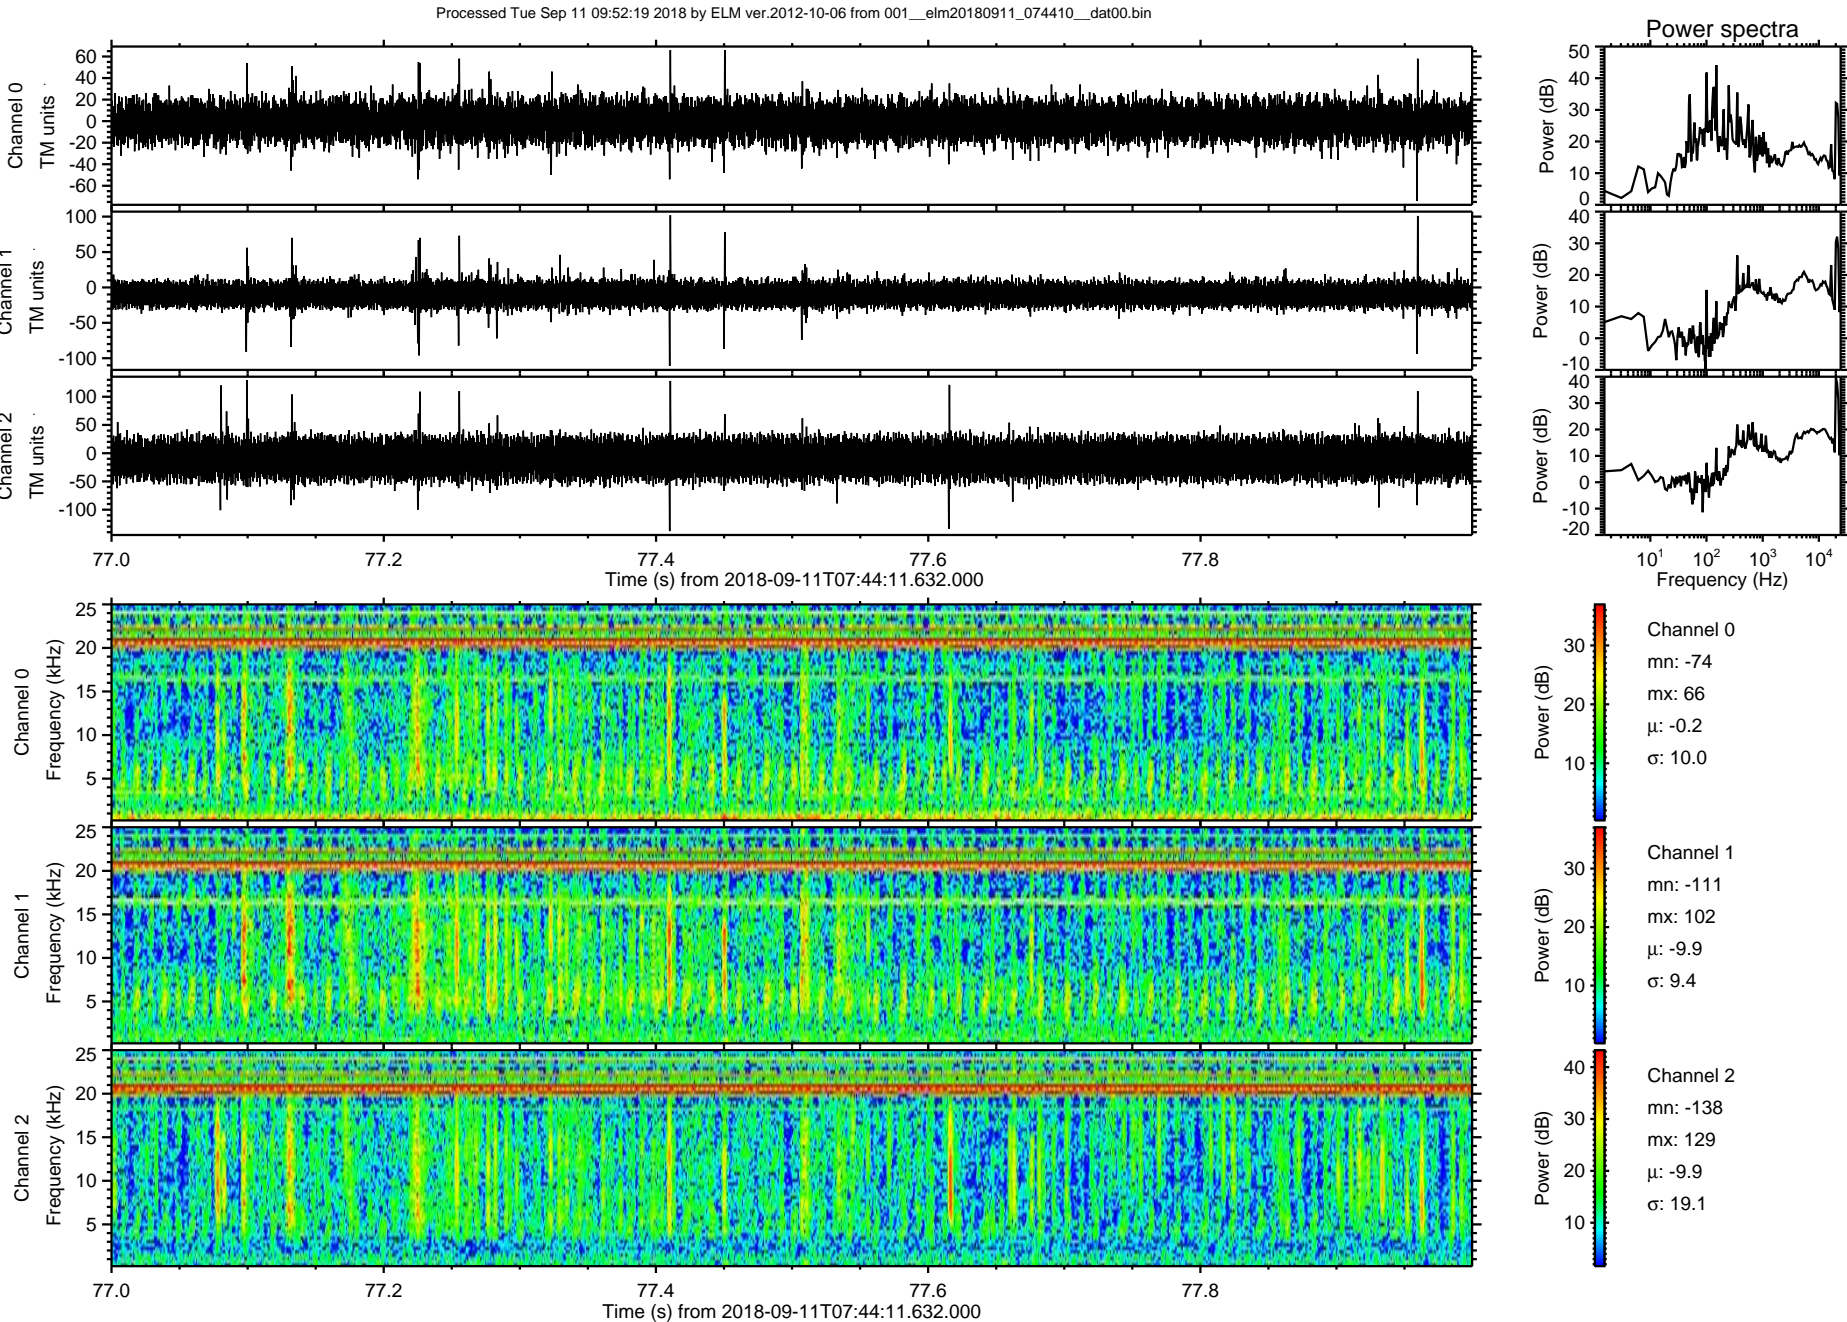 Processed Tue Sep 11 09:52:19 2018 by ELM ver.2012-10-06 from 001__elm20180911_074410__dat00.bin
Power spectra
Channel 0
TM units
60
40
20
0
-20
-40
-60
Power (dB)
50
40
30
20
10
0
Channel 1
TM units
100
50
0
-50
-100
Power (dB)
40
30
20
10
0
-10
Channel 2
TM units
100
50
0
-50
-100
Power (dB)
40
30
20
10
0
-10
-20
77.0 77.2 77.4 77.6 77.8
Time (s) from 2018-09-11T07:44:11.632.000
10^1 10^2 10^3 10^4
Frequency (Hz)
Channel 0
Frequency (kHz)
25
20
15
10
5
Power (dB)
30
20
10
Channel 0
mn: -74
mx: 66
μ: -0.2
σ: 10.0
Channel 1
Frequency (kHz)
25
20
15
10
5
Power (dB)
30
20
10
Channel 1
mn: -111
mx: 102
μ: -9.9
σ: 9.4
Channel 2
Frequency (kHz)
25
20
15
10
5
Power (dB)
40
30
20
10
Channel 2
mn: -138
mx: 129
μ: -9.9
σ: 19.1
77.0 77.2 77.4 77.6 77.8
Time (s) from 2018-09-11T07:44:11.632.000